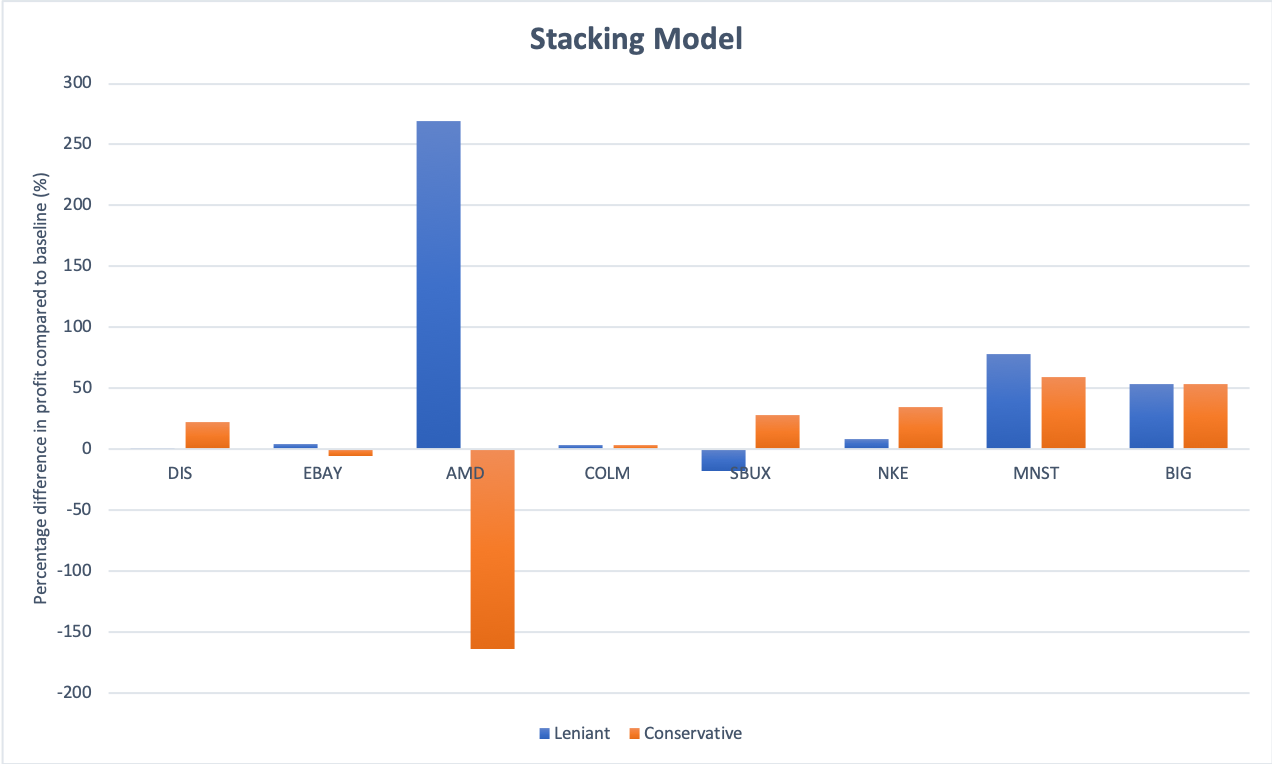 Stacking Model
Percentage difference in profit compared to baseline (%)
300
250
200
150
100
50
0
-50
-100
-150
-200
DIS EBAY AMD COLM SBUX NKE MNST BIG
Leniant Conservative